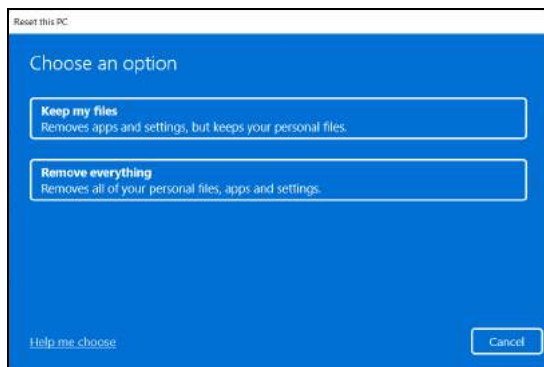 Reset this PC
Choose an option
Keep my files
Removes apps and settings, but keeps your personal files.
Remove everything
Removes all of your personal files, apps and settings.
Help me choose
Cancel